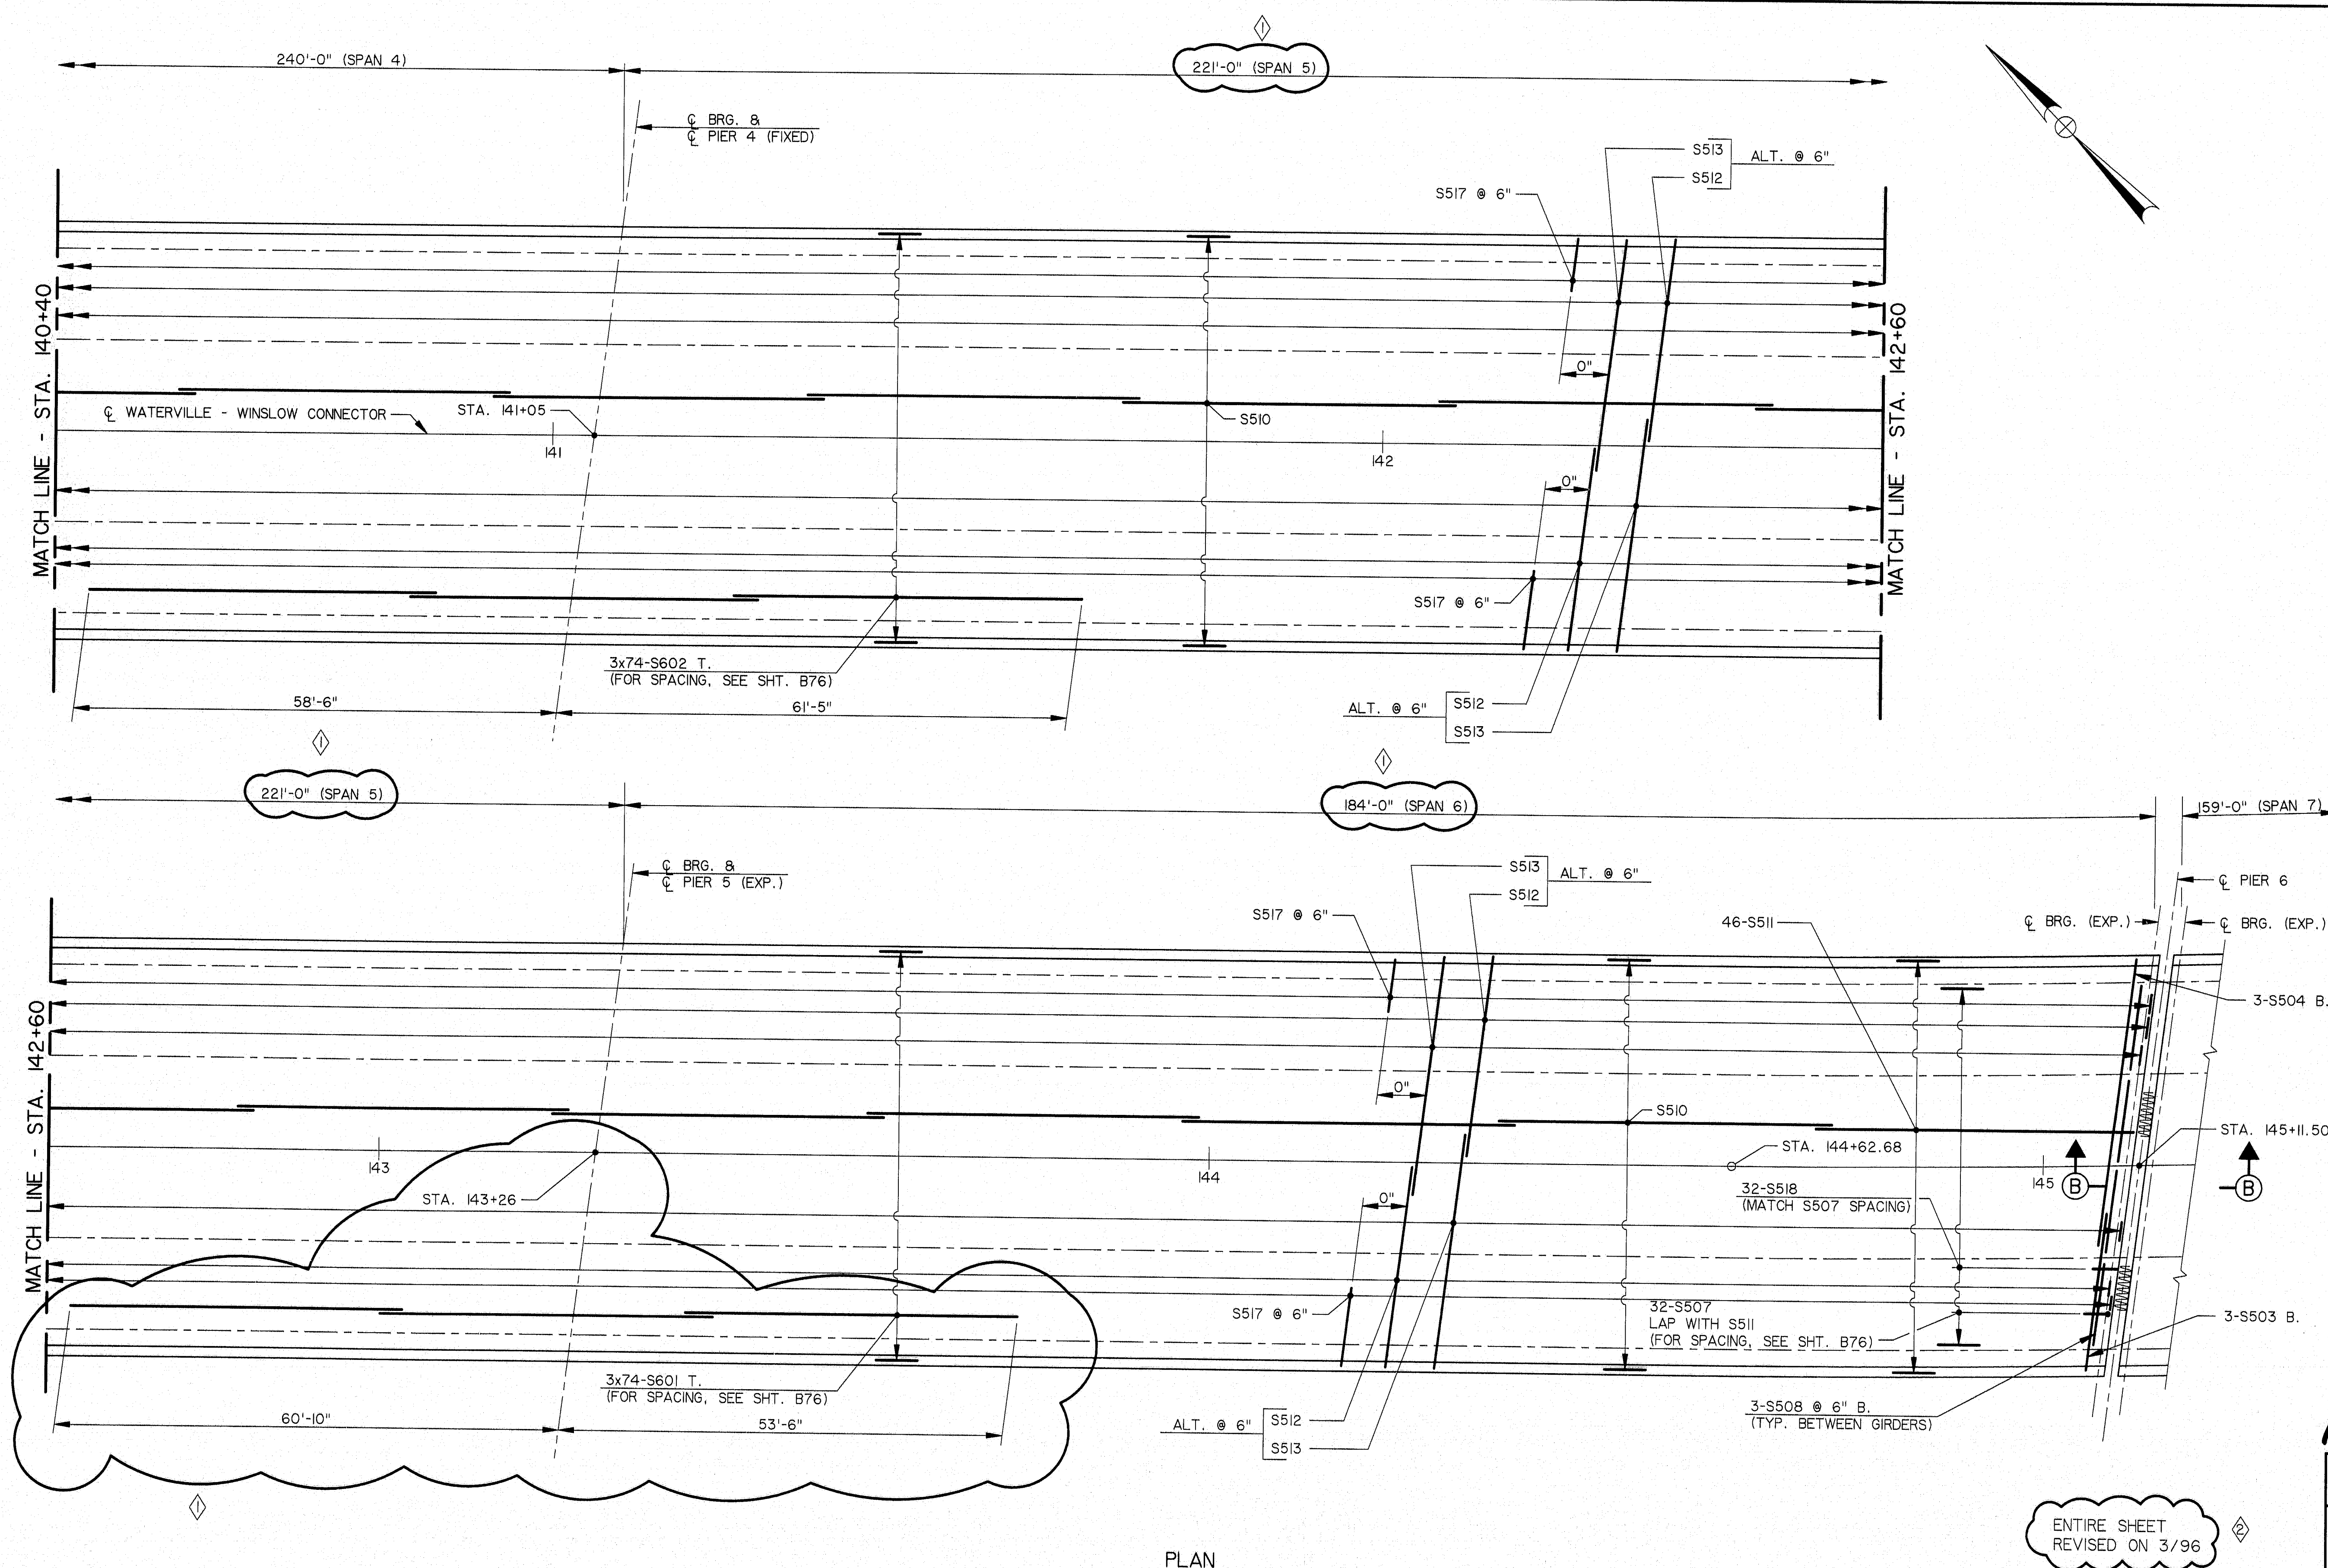 1
240'-0" (SPAN 4)
221'-0" (SPAN 5)
℄ BRG. &
℄ PIER 4 (FIXED)
S513
S512
ALT. @ 6"
S517 @ 6"
MATCH LINE - STA. 140+40
MATCH LINE - STA. 142+60
0"
℄ WATERVILLE - WINSLOW CONNECTOR
STA. 141+05
S510
141
142
0"
S517 @ 6"
3x74-S602 T.
(FOR SPACING, SEE SHT. B76)
58'-6"
61'-5"
ALT. @ 6"
S512
S513
1
1
221'-0" (SPAN 5)
184'-0" (SPAN 6)
159'-0" (SPAN 7)
℄ BRG. &
℄ PIER 5 (EXP.)
S513
S512
ALT. @ 6"
℄ PIER 6
S517 @ 6"
46-S511
℄ BRG. (EXP.)
℄ BRG. (EXP.)
3-S504 B.
MATCH LINE - STA. 142+60
0"
S510
STA. 145+11.50
STA. 144+62.68
143
144
145
B
B
STA. 143+26
32-S518
(MATCH S507 SPACING)
0"
S517 @ 6"
32-S507
LAP WITH S511
(FOR SPACING, SEE SHT. B76)
3-S503 B.
3x74-S601 T.
(FOR SPACING, SEE SHT. B76)
60'-10"
53'-6"
ALT. @ 6"
S512
S513
3-S508 @ 6" B.
(TYP. BETWEEN GIRDERS)
1
ENTIRE SHEET
REVISED ON 3/96
2
PLAN